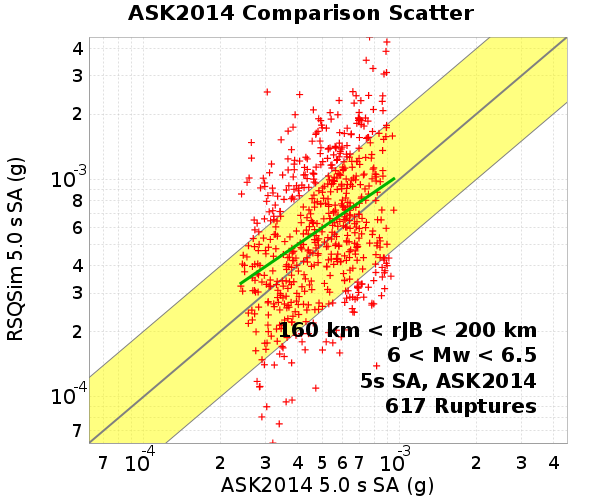 ASK2014 Comparison Scatter
RSQSim 5.0 s SA (g)
4
3
2
10-3
8
6
4
3
2
10-4
7
160 km < rJB < 200 km
6 < Mw < 6.5
5s SA, ASK2014
617 Ruptures
7 10-4 2 3 4 5 6 7 10-3 2 3 4
ASK2014 5.0 s SA (g)